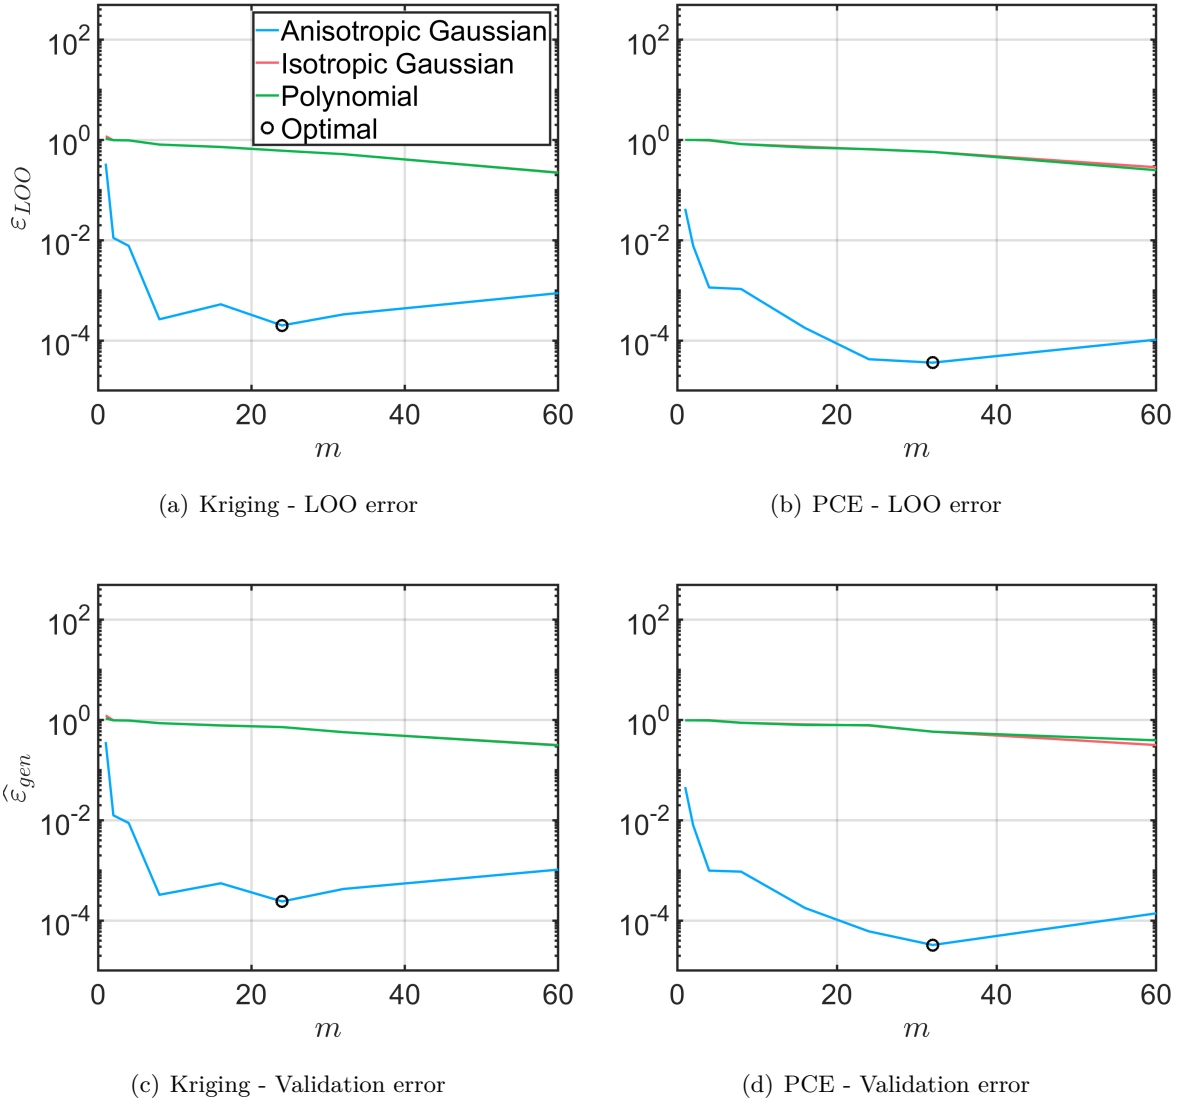 10^2
10^0
10^-2
10^-4
ε_LOO
0 20 40 60
m
Anisotropic Gaussian
Isotropic Gaussian
Polynomial
Optimal
(a) Kriging - LOO error
10^2
10^0
10^-2
10^-4
0 20 40 60
m
(b) PCE - LOO error
10^2
10^0
10^-2
10^-4
ε̂_gen
0 20 40 60
m
(c) Kriging - Validation error
10^2
10^0
10^-2
10^-4
0 20 40 60
m
(d) PCE - Validation error